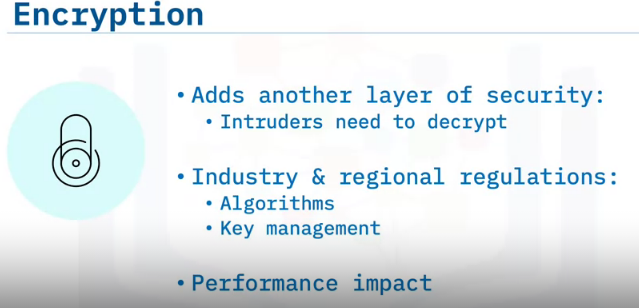 Encryption
• Adds another layer of security:
• Intruders need to decrypt
• Industry & regional regulations:
• Algorithms
• Key management
• Performance impact